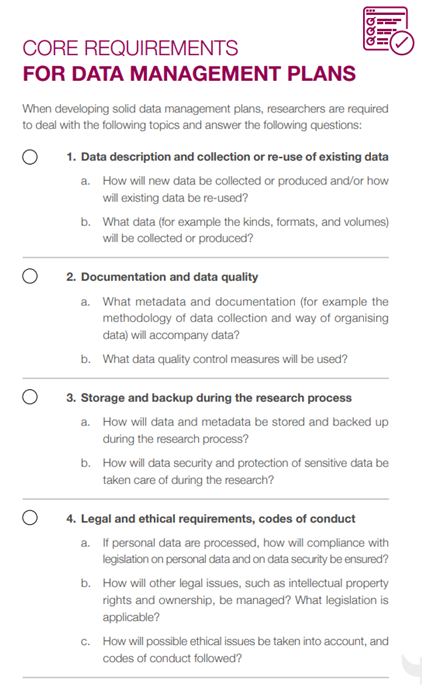 CORE REQUIREMENTS
FOR DATA MANAGEMENT PLANS
When developing solid data management plans, researchers are required
to deal with the following topics and answer the following questions:
1. Data description and collection or re-use of existing data
a. How will new data be collected or produced and/or how
will existing data be re-used?
b. What data (for example the kinds, formats, and volumes)
will be collected or produced?
2. Documentation and data quality
a. What metadata and documentation (for example the
methodology of data collection and way of organising
data) will accompany data?
b. What data quality control measures will be used?
3. Storage and backup during the research process
a. How will data and metadata be stored and backed up
during the research process?
b. How will data security and protection of sensitive data be
taken care of during the research?
4. Legal and ethical requirements, codes of conduct
a. If personal data are processed, how will compliance with
legislation on personal data and on data security be ensured?
b. How will other legal issues, such as intellectual property
rights and ownership, be managed? What legislation is
applicable?
c. How will possible ethical issues be taken into account, and
codes of conduct followed?